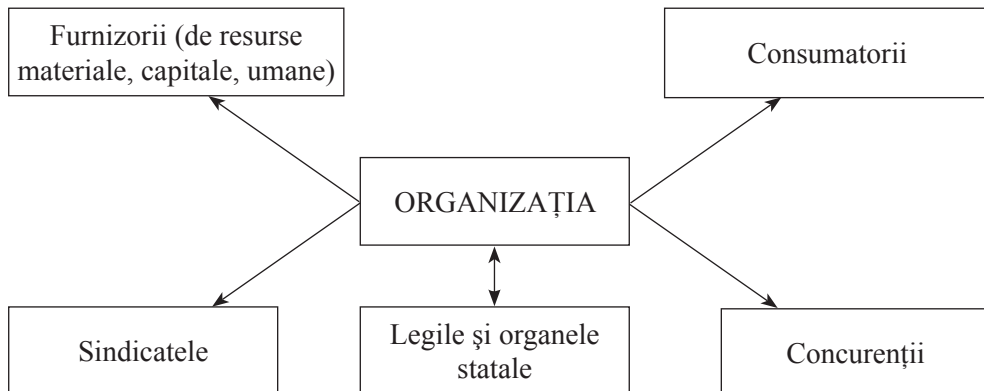 Furnizorii (de resurse
materiale, capitale, umane)
Consumatorii
ORGANIZAȚIA
Sindicatele
Legile şi organele
statale
Concurenții